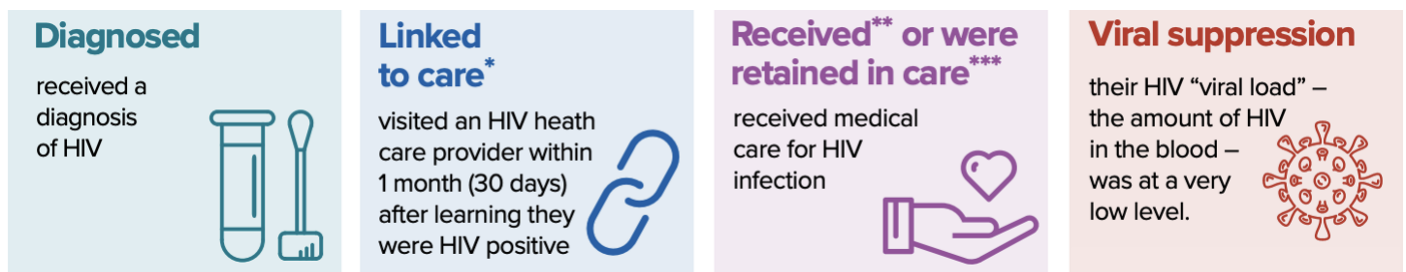 Diagnosed
received a
diagnosis
of HIV
Linked
to care*
visited an HIV heath
care provider within
1 month (30 days)
after learning they
were HIV positive
Received** or were
retained in care***
received medical
care for HIV
infection
Viral suppression
their HIV “viral load” –
the amount of HIV
in the blood –
was at a very
low level.